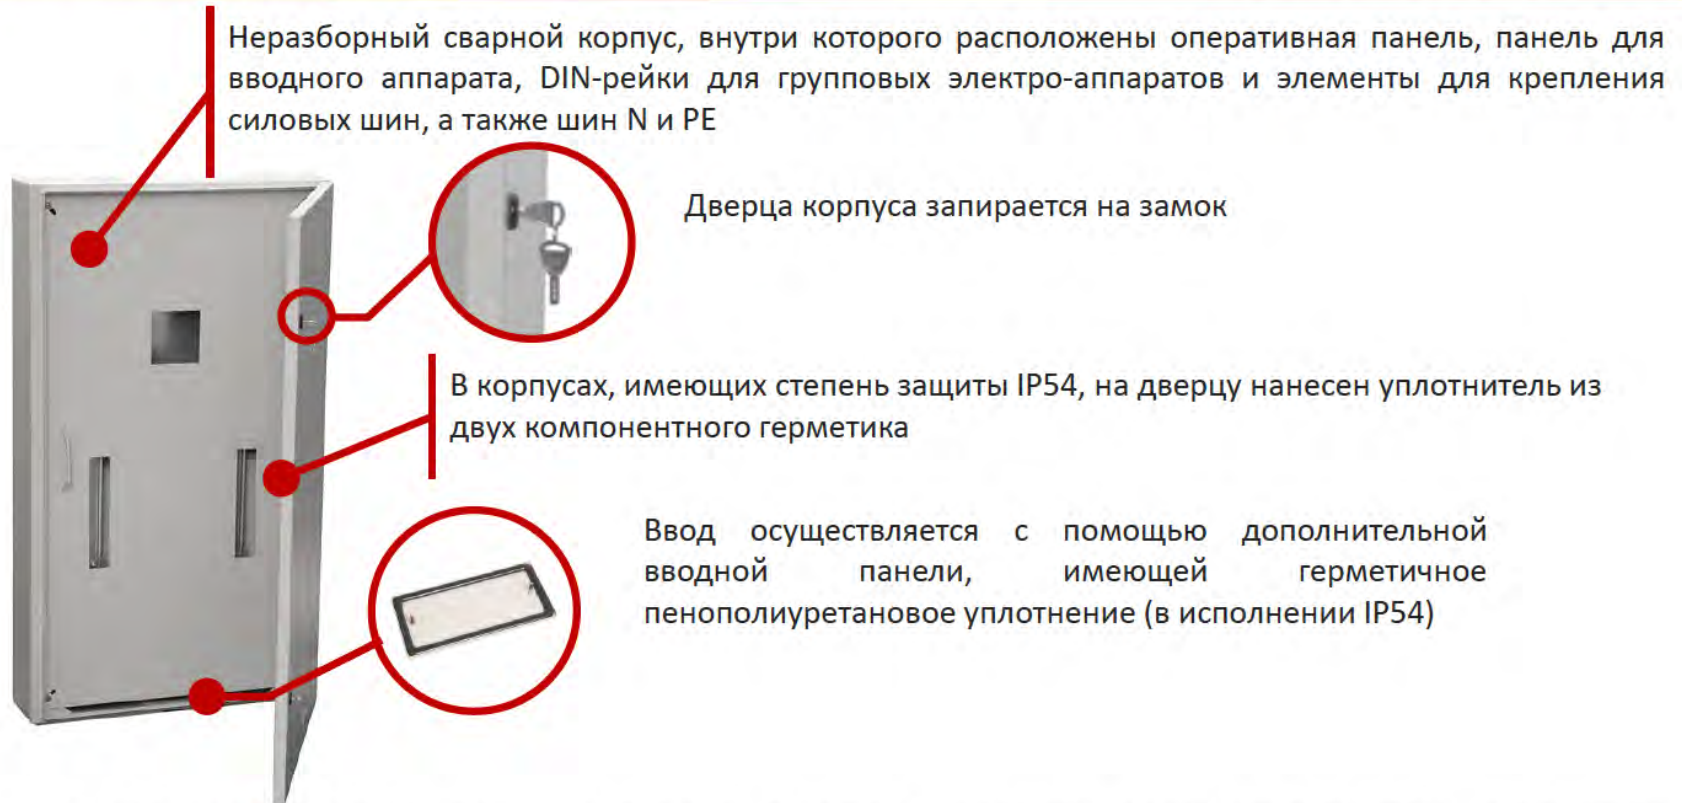 Неразборный сварной корпус, внутри которого расположены оперативная панель, панель для
вводного аппарата, DIN-рейки для групповых электро-аппаратов и элементы для крепления
силовых шин, а также шин N и PE
Дверца корпуса запирается на замок
В корпусах, имеющих степень защиты IP54, на дверцу нанесен уплотнитель из
двух компонентного герметика
Ввод осуществляется с помощью дополнительной
вводной панели, имеющей герметичное
пенополиуретановое уплотнение (в исполнении IP54)